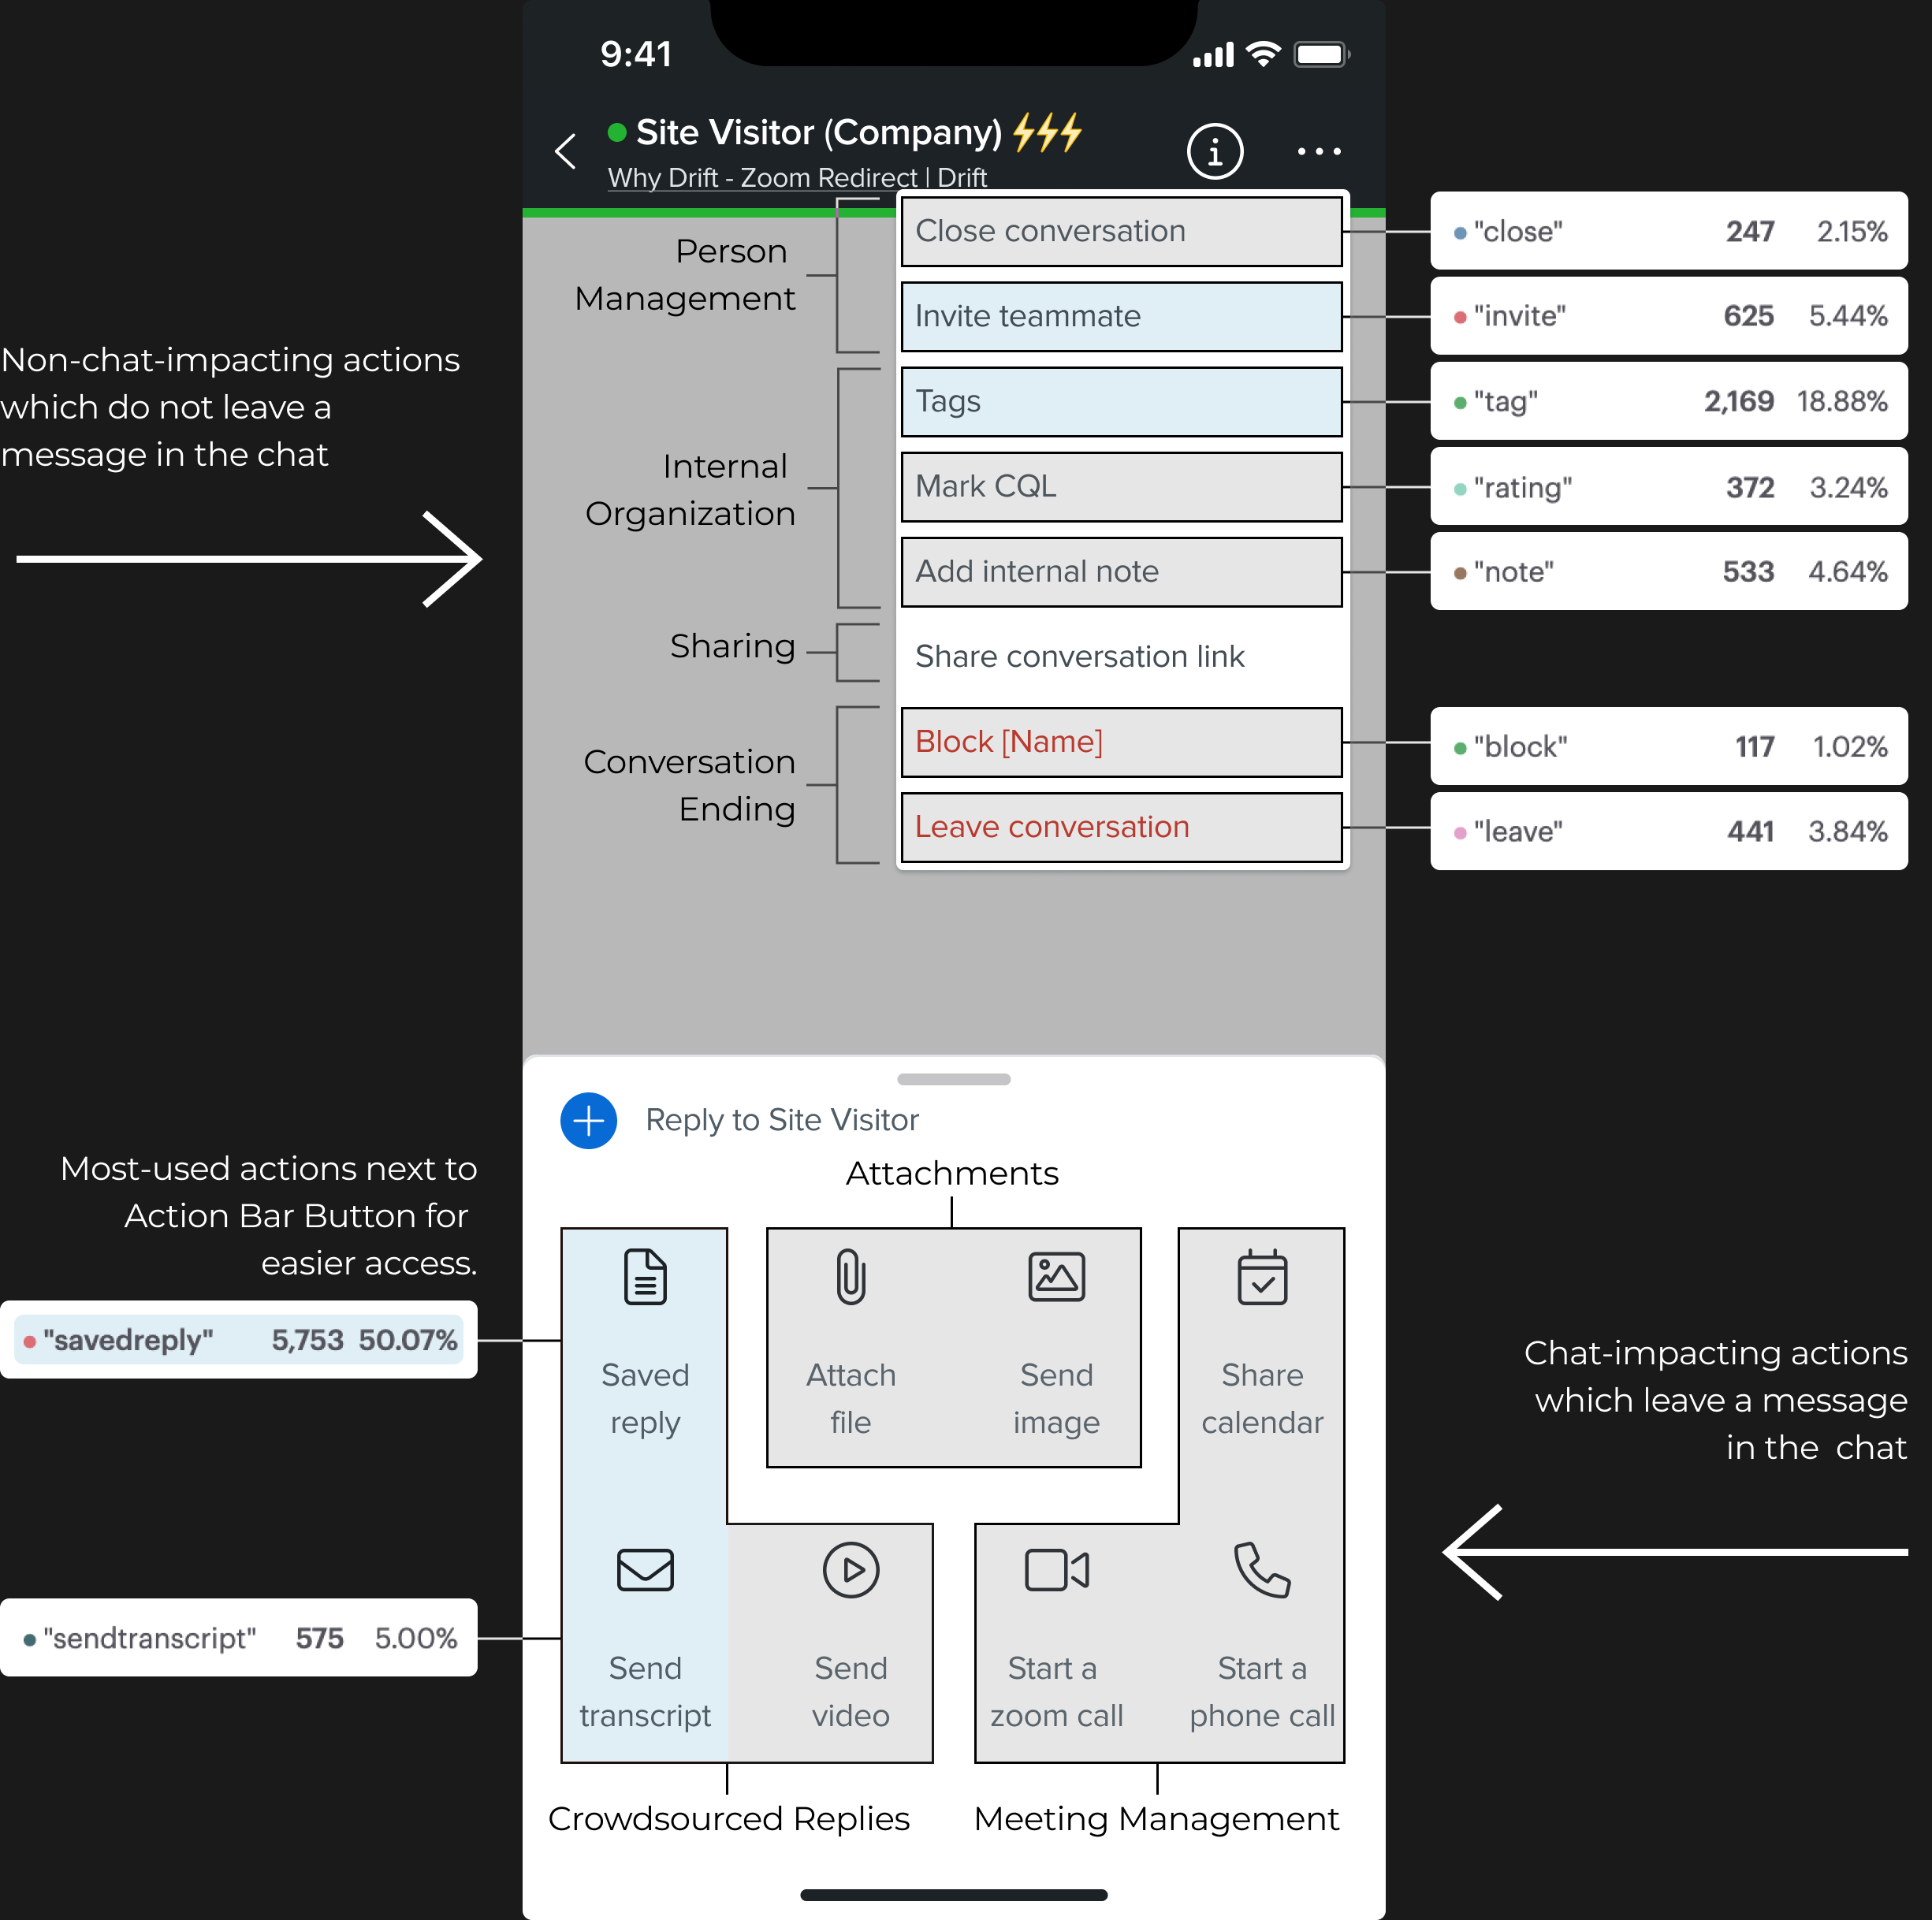 9:41
Site Visitor (Company) ⚡⚡⚡
Why Drift - Zoom Redirect | Drift
Person
Management
Close conversation
"close" 247 2.15%
Invite teammate
"invite" 625 5.44%
Non-chat-impacting actions
which do not leave a
message in the chat
Internal
Organization
Tags
"tag" 2,169 18.88%
Mark CQL
"rating" 372 3.24%
Add internal note
"note" 533 4.64%
Sharing
Share conversation link
Conversation
Ending
Block [Name]
"block" 117 1.02%
Leave conversation
"leave" 441 3.84%
Reply to Site Visitor
Most-used actions next to
Action Bar Button for
easier access.
"savedreply" 5,753 50.07%
"sendtranscript" 575 5.00%
Attachments
Saved
reply
Attach
file
Send
image
Share
calendar
Send
transcript
Send
video
Start a
zoom call
Start a
phone call
Crowdsourced Replies
Meeting Management
Chat-impacting actions
which leave a message
in the chat